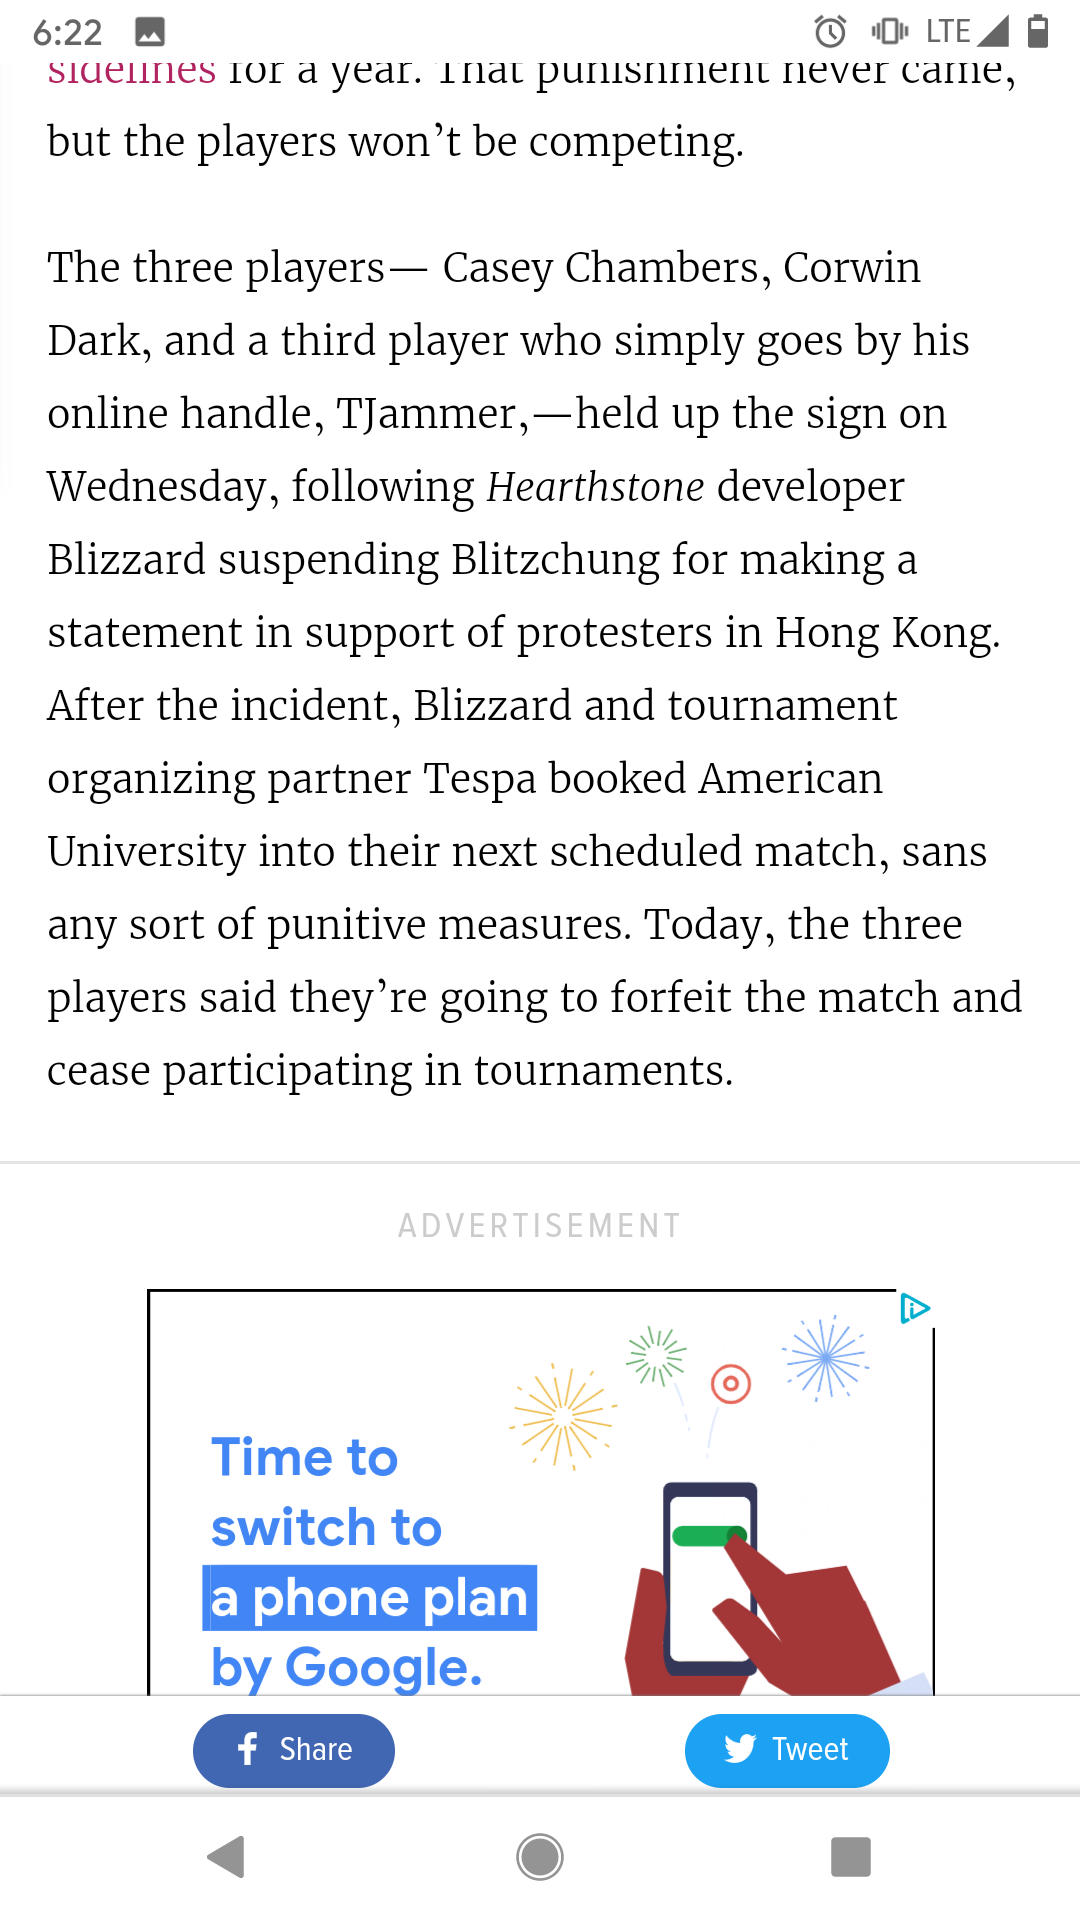 6:22
LTE
sidelines for a year. That punishment never came,
but the players won’t be competing.
The three players— Casey Chambers, Corwin
Dark, and a third player who simply goes by his
online handle, TJammer,—held up the sign on
Wednesday, following Hearthstone developer
Blizzard suspending Blitzchung for making a
statement in support of protesters in Hong Kong.
After the incident, Blizzard and tournament
organizing partner Tespa booked American
University into their next scheduled match, sans
any sort of punitive measures. Today, the three
players said they’re going to forfeit the match and
cease participating in tournaments.
ADVERTISEMENT
Time to
switch to
a phone plan
by Google.
Share
Tweet